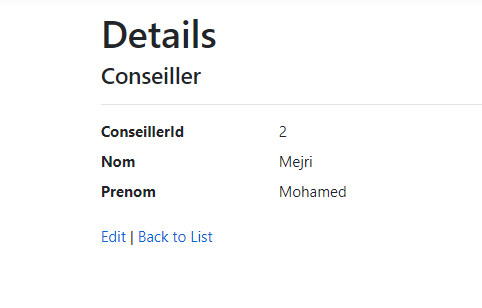 Details
Conseiller
ConseillerId 2
Nom Mejri
Prenom Mohamed
Edit | Back to List